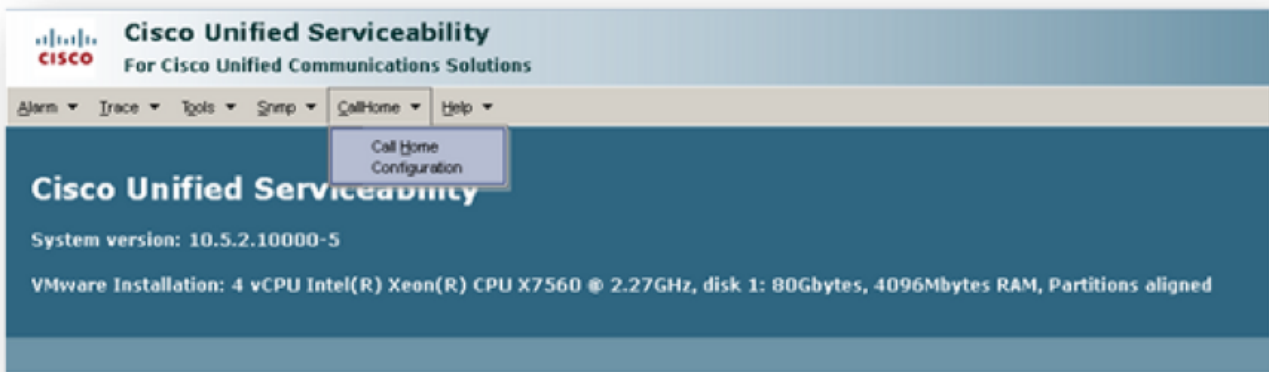 CISCO
Cisco Unified Serviceability
For Cisco Unified Communications Solutions
Alarm Trace Tools Snmp CallHome Help
Call Home
Configuration
Cisco Unified Serviceability
System version: 10.5.2.10000-5
VMware Installation: 4 vCPU Intel(R) Xeon(R) CPU X7560 @ 2.27GHz, disk 1: 80Gbytes, 4096Mbytes RAM, Partitions aligned